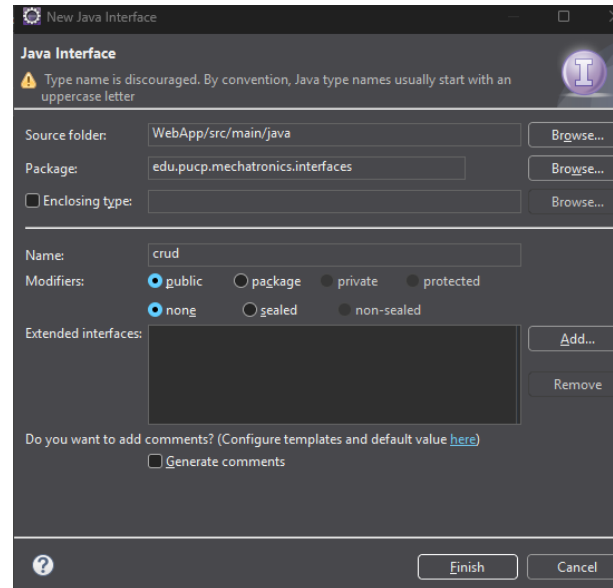 New Java Interface
Java Interface
Type name is discouraged. By convention, Java type names usually start with an
uppercase letter
Source folder: WebApp/src/main/java Browse...
Package: edu.pucp.mechatronics.interfaces Browse...
Enclosing type: Browse...
Name: crud
Modifiers: public package private protected
none sealed non-sealed
Extended interfaces: Add...
Remove
Do you want to add comments? (Configure templates and default value here)
Generate comments
? Finish Cancel